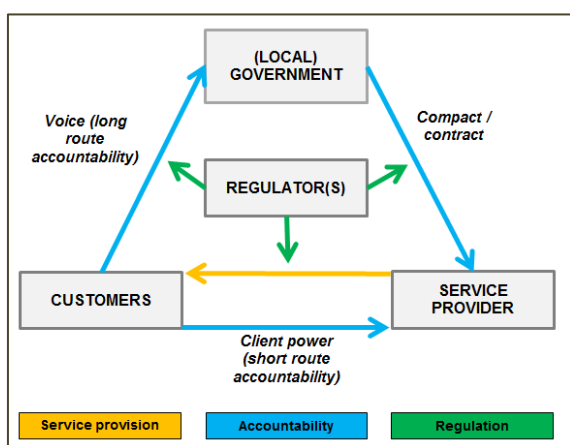 (LOCAL)
GOVERNMENT
Voice (long
route
accountability)
Compact /
contract
REGULATOR(S)
CUSTOMERS
SERVICE
PROVIDER
Client power
(short route
accountability)
Service provision
Accountability
Regulation